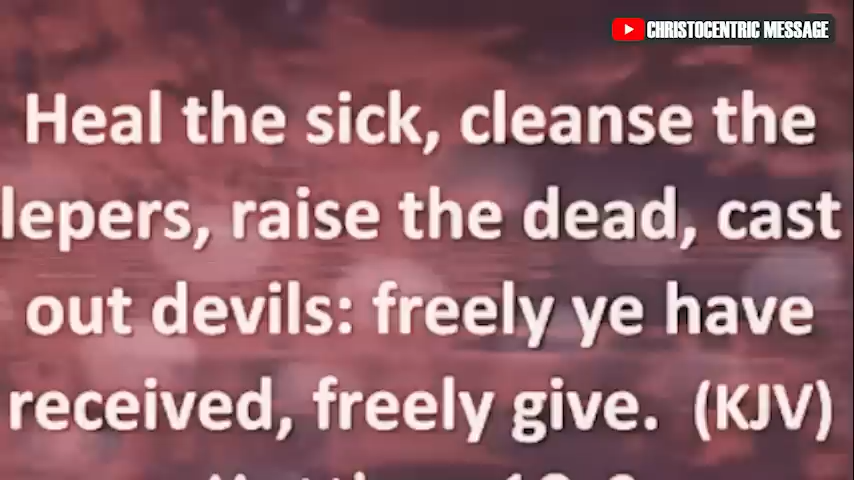 CHRISTOCENTRIC MESSAGE
Heal the sick, cleanse the
lepers, raise the dead, cast
out devils: freely ye have
received, freely give. (KJV)